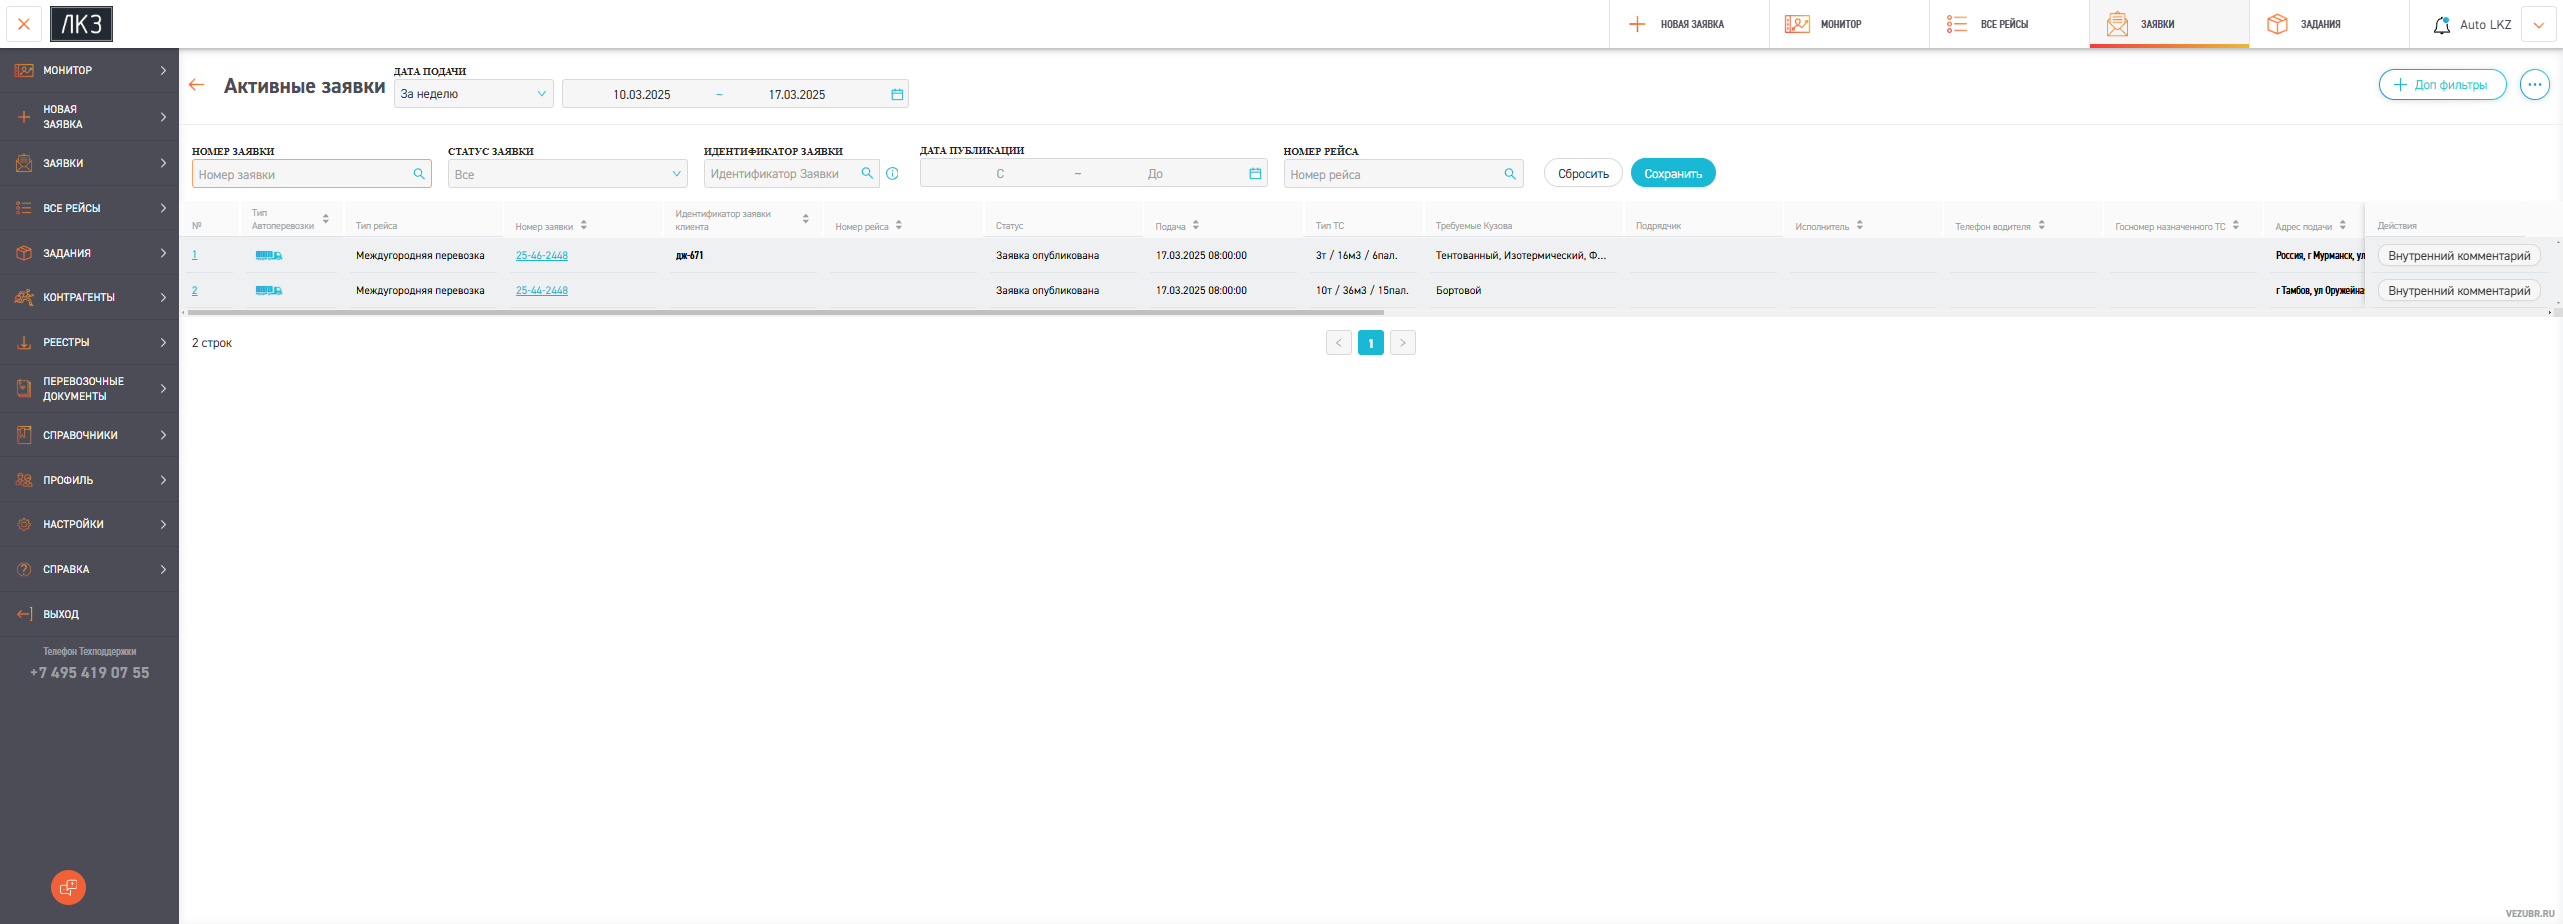 ЛКЗ
НОВАЯ ЗАЯВКА
МОНИТОР
ВСЕ РЕЙСЫ
ЗАЯВКИ
ЗАДАНИЯ
Auto LKZ
МОНИТОР
НОВАЯ
ЗАЯВКА
ЗАЯВКИ
ВСЕ РЕЙСЫ
ЗАДАНИЯ
КОНТРАГЕНТЫ
РЕЕСТРЫ
ПЕРЕВОЗОЧНЫЕ
ДОКУМЕНТЫ
СПРАВОЧНИКИ
ПРОФИЛЬ
НАСТРОЙКИ
СПРАВКА
ВЫХОД
Телефон Техподдержки
+7 495 419 07 55
Активные заявки
ДАТА ПОДАЧИ
За неделю
10.03.2025 ~ 17.03.2025
Доп фильтры
НОМЕР ЗАЯВКИ
Номер заявки
СТАТУС ЗАЯВКИ
Все
ИДЕНТИФИКАТОР ЗАЯВКИ
Идентификатор Заявки
ДАТА ПУБЛИКАЦИИ
С ~ До
НОМЕР РЕЙСА
Номер рейса
Сбросить
Сохранить
№
Тип
Автоперевозки
Тип рейса
Номер заявки
Идентификатор заявки
клиента
Номер рейса
Статус
Подача
Тип ТС
Требуемые Кузова
Подрядчик
Исполнитель
Телефон водителя
Госномер назначенного ТС
Адрес подачи
Действия
1 Междугородняя перевозка 25-46-2448 дж-671 Заявка опубликована 17.03.2025 08:00:00 3т / 16м3 / 6пал. Тентованный, Изотермический, Ф... Россия, г Мурманск, ул Внутренний комментарий
2 Междугородняя перевозка 25-44-2448 Заявка опубликована 17.03.2025 08:00:00 10т / 36м3 / 15пал. Бортовой г Тамбов, ул Оружейна Внутренний комментарий
2 строк
< 1 >
VEZUBR.RU